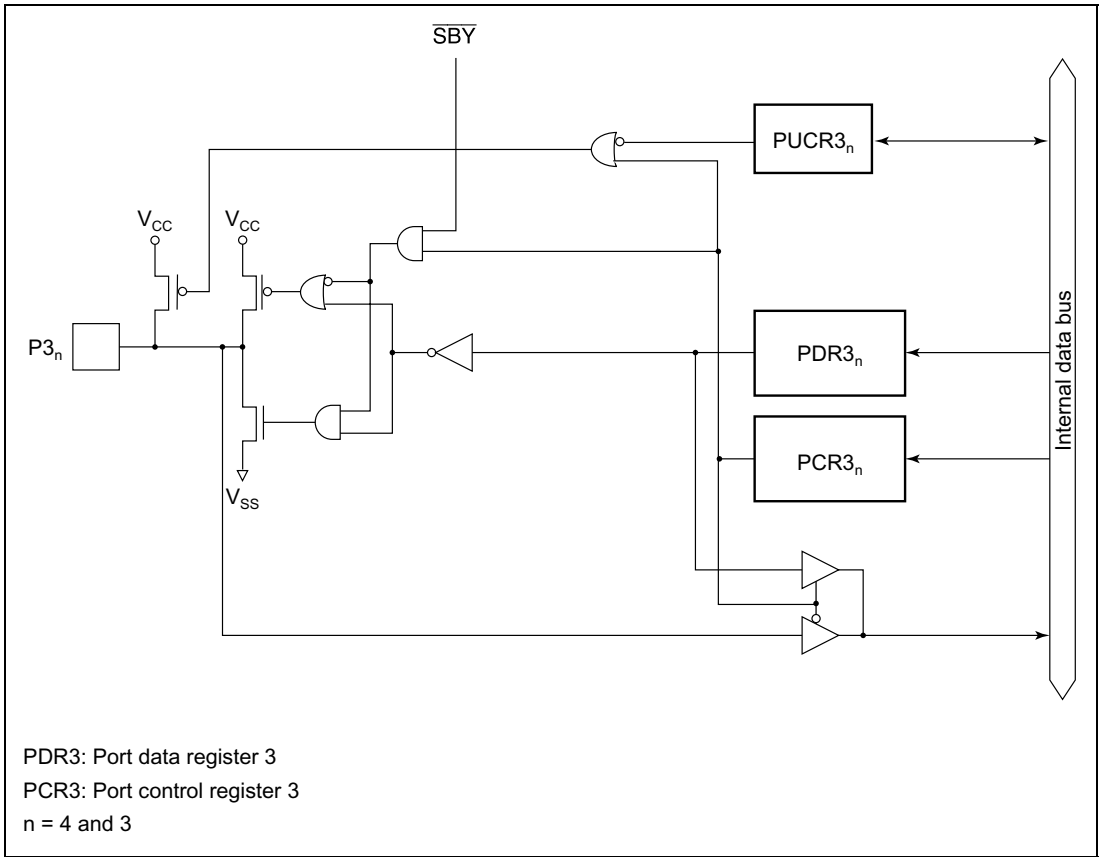 SBY
PUCR3n
VCC
VCC
P3n
PDR3n
PCR3n
VSS
Internal data bus
PDR3: Port data register 3
PCR3: Port control register 3
n = 4 and 3